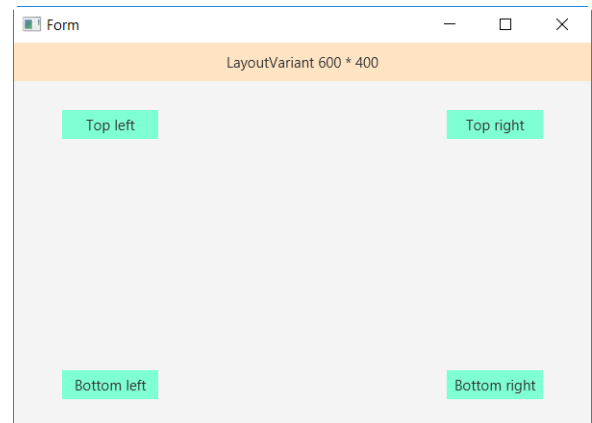 Form
LayoutVariant 600 * 400
Top left Top right
Bottom left Bottom right